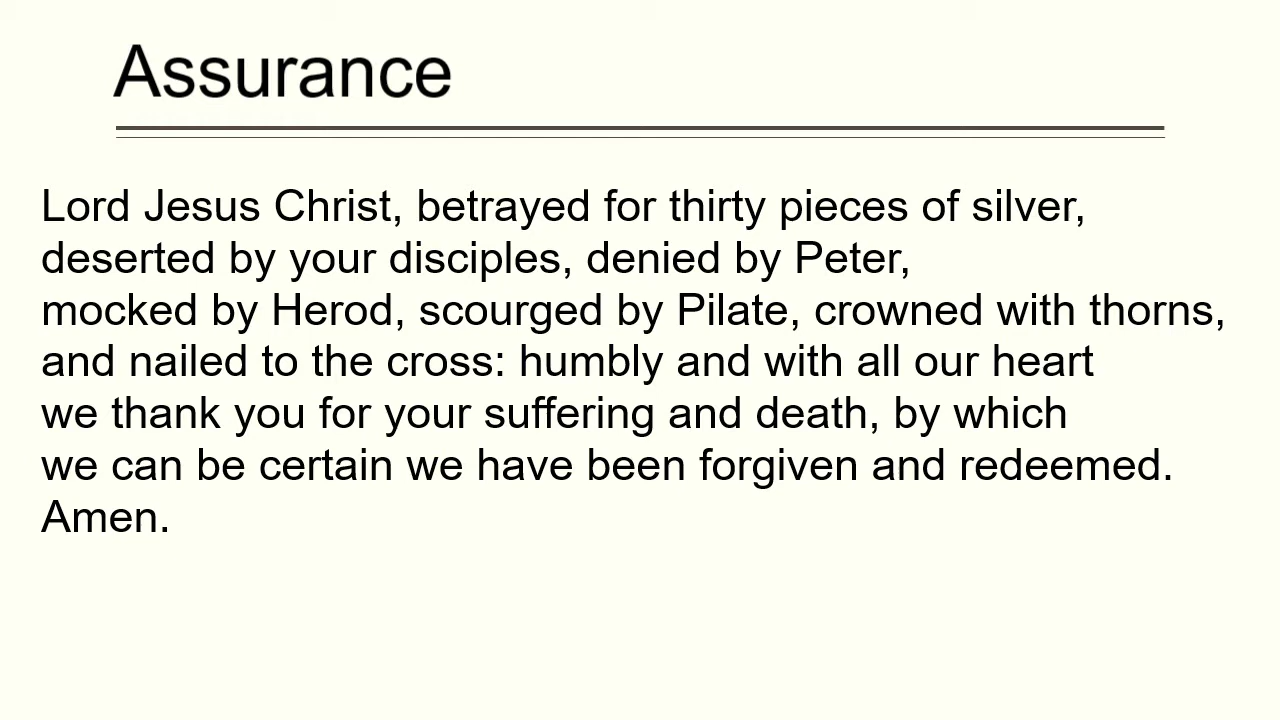 Assurance
Lord Jesus Christ, betrayed for thirty pieces of silver,
deserted by your disciples, denied by Peter,
mocked by Herod, scourged by Pilate, crowned with thorns,
and nailed to the cross: humbly and with all our heart
we thank you for your suffering and death, by which
we can be certain we have been forgiven and redeemed.
Amen.